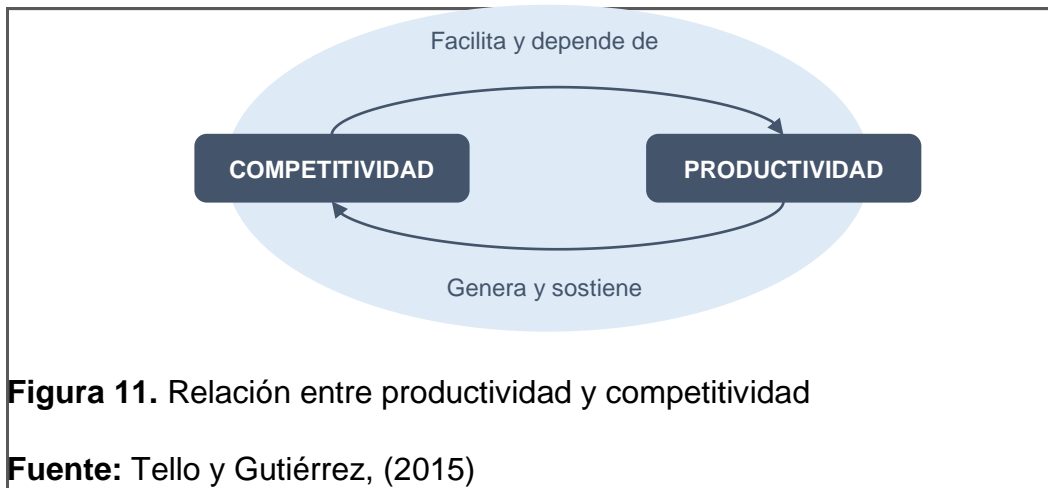 Facilita y depende de
COMPETITIVIDAD
PRODUCTIVIDAD
Genera y sostiene
Figura 11. Relación entre productividad y competitividad
Fuente: Tello y Gutiérrez, (2015)